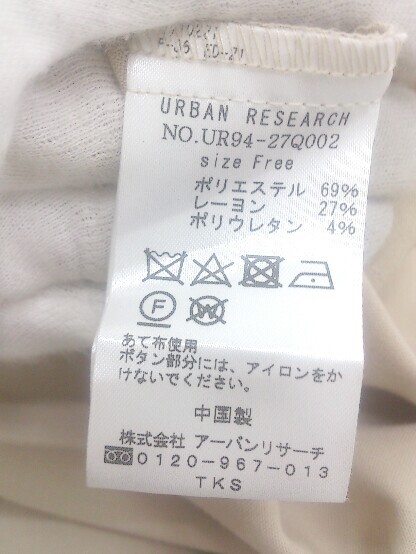 URBAN RESEARCH
NO.UR94-27Q002
size Free
ポリエステル 69%
レーヨン 27%
ポリウレタン 4%
F
W
あて布使用
ボタン部分には、アイロンをか
けないでください。
中国製
株式会社 アーバンリサーチ
0120-967-013
TKS